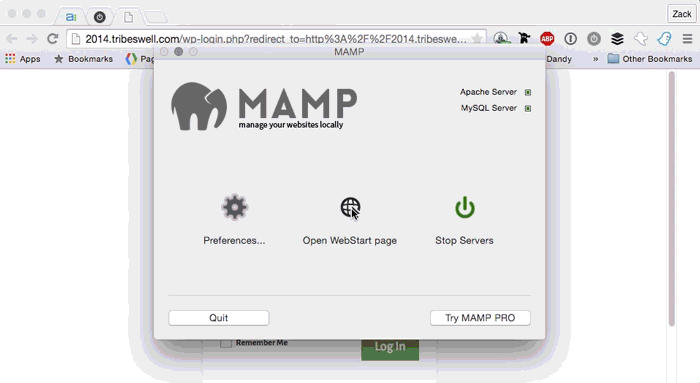 Zack
2014.tribeswell.com/wp-login.php?redirect_to=http%3A%2F%2F2014.tribeswe...
ABP
Apps
Bookmarks
Pag
Dandy
»
Other Bookmarks
MAMP
MAMP
manage your websites locally
Apache Server
MySQL Server
Preferences...
Open WebStart page
Stop Servers
Quit
Try MAMP PRO
Remember Me
Log In